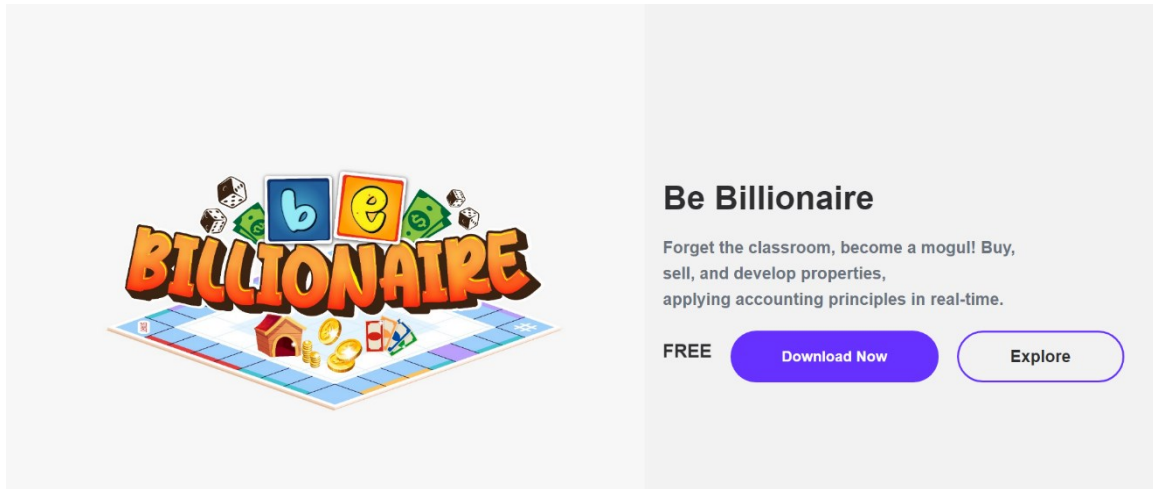 be
BILLIONAIRE
Be Billionaire
Forget the classroom, become a mogul! Buy,
sell, and develop properties,
applying accounting principles in real-time.
FREE
Download Now
Explore